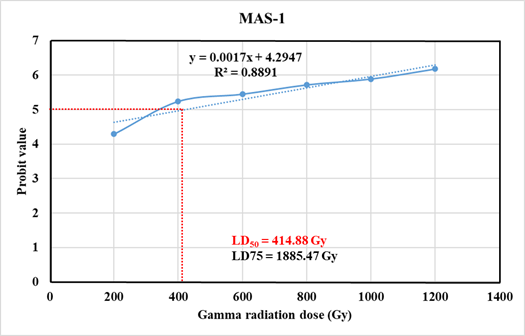 MAS-1
y = 0.0017x + 4.2947
R² = 0.8891
7
6
5
4
3
2
1
0
Probit value
LD₅₀ = 414.88 Gy
LD75 = 1885.47 Gy
0 200 400 600 800 1000 1200 1400
Gamma radiation dose (Gy)